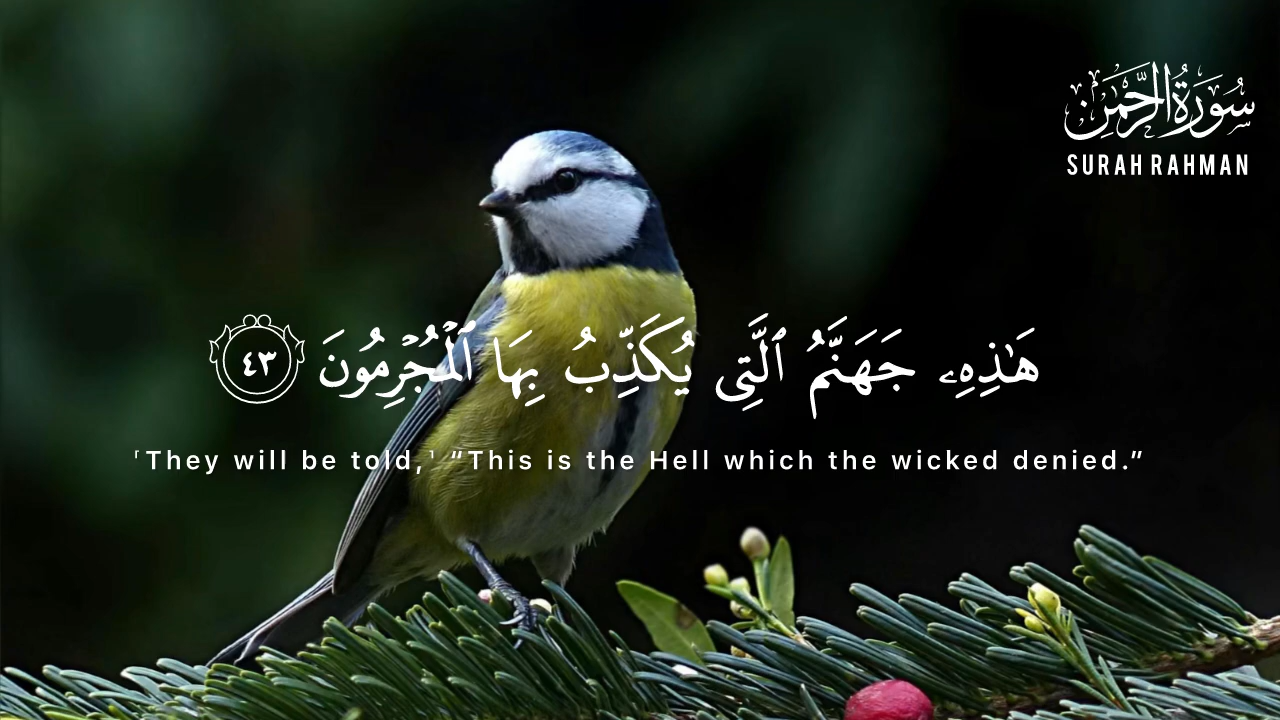 سُورَةُ الرَّحْمٰن
SURAH RAHMAN
هَـٰذِهِۦ جَهَنَّمُ ٱلَّتِى يُكَذِّبُ بِهَا ٱلْمُجْرِمُونَ ٤٣
˹They will be told,˺ “This is the Hell which the wicked denied.”